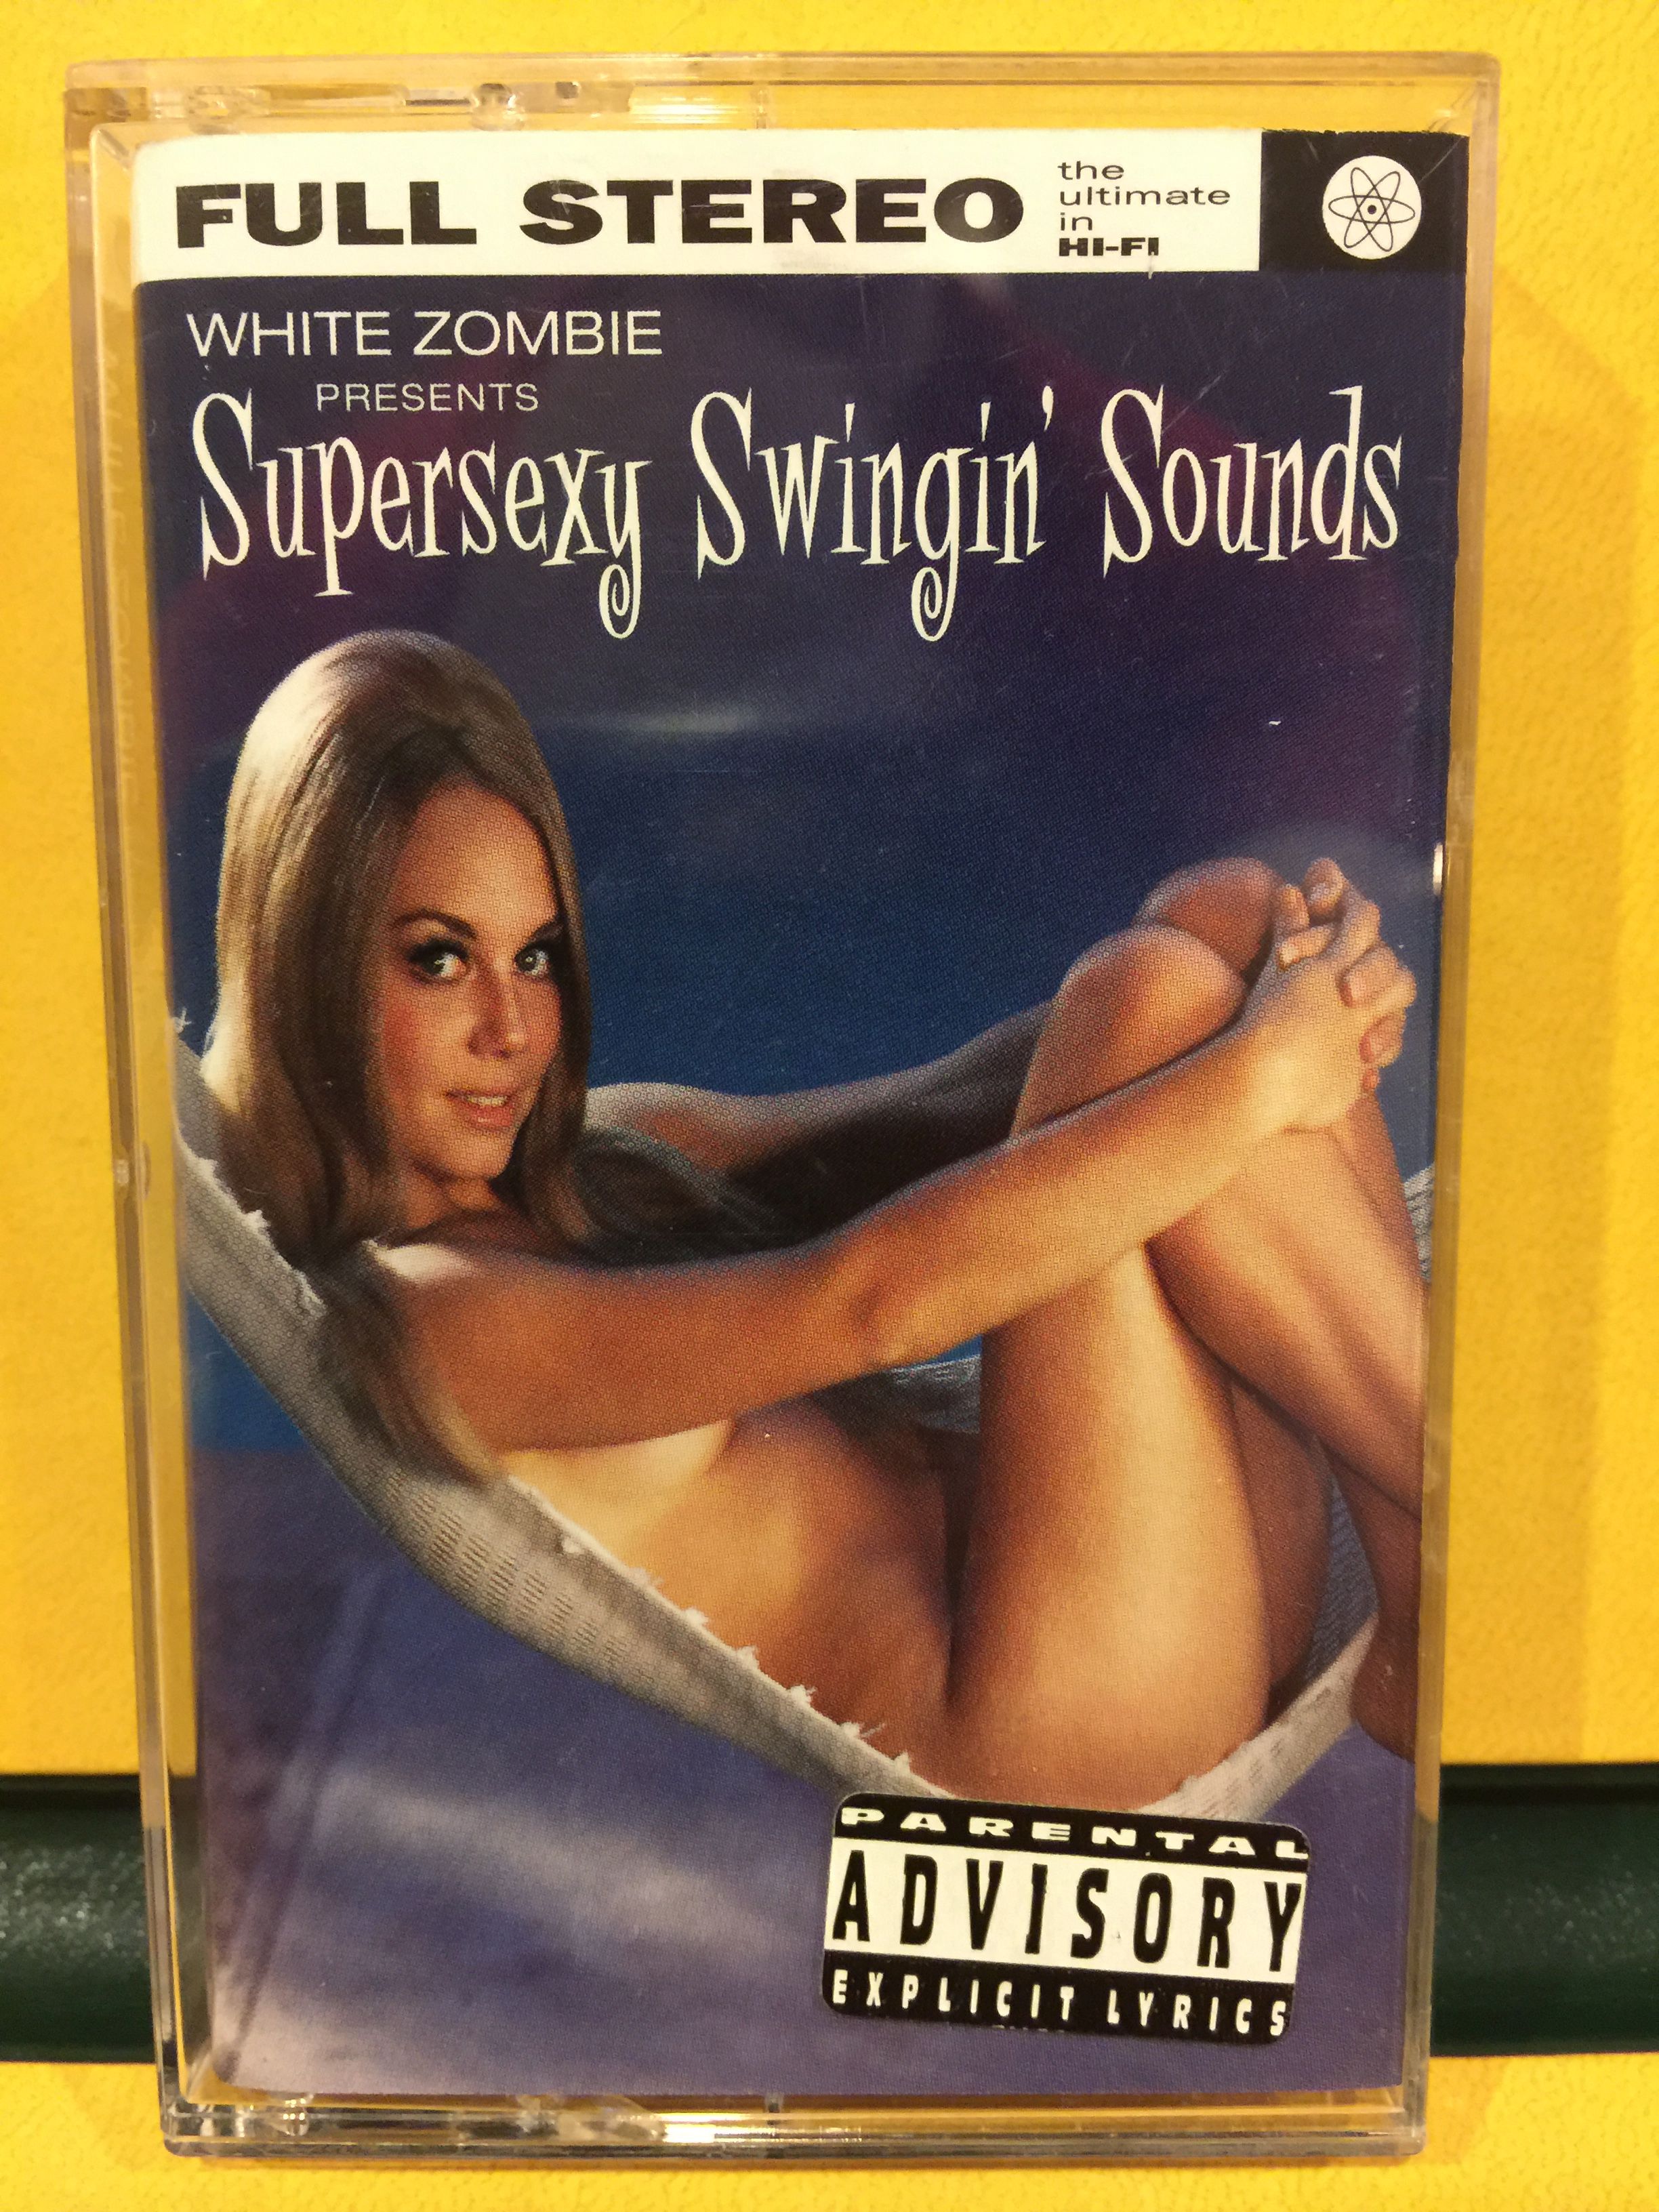 FULL STEREO
the
ultimate
in
HI-FI
WHITE ZOMBIE
PRESENTS
Supersexy Swingin' Sounds
PARENTAL
ADVISORY
EXPLICIT LYRICS